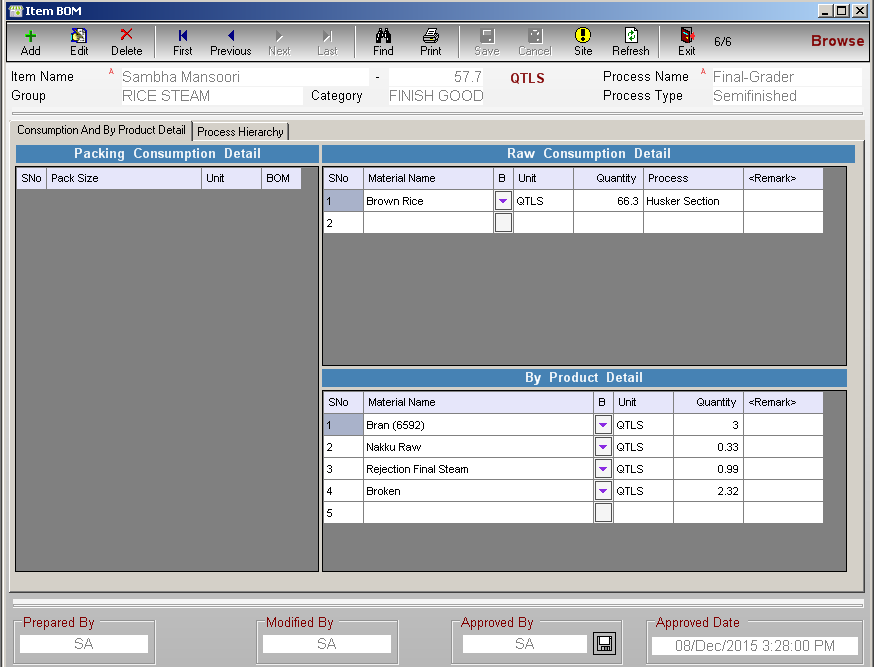 Item BOM
Add Edit Delete First Previous Next Last Find Print Save Cancel Site Refresh Exit 6/6 Browse
Item Name A Sambha Mansoori - 57.7 QTLS Process Name A Final-Grader
Group RICE STEAM Category FINISH GOOD Process Type Semifinished
Consumption And By Product Detail Process Hierarchy
Packing Consumption Detail
SNo Pack Size Unit BOM
Raw Consumption Detail
SNo Material Name B Unit Quantity Process <Remark>
1 Brown Rice QTLS 66.3 Husker Section
2
By Product Detail
SNo Material Name B Unit Quantity <Remark>
1 Bran (6592) QTLS 3
2 Nakku Raw QTLS 0.33
3 Rejection Final Steam QTLS 0.99
4 Broken QTLS 2.32
5
Prepared By Modified By Approved By Approved Date
SA SA SA 08/Dec/2015 3:28:00 PM